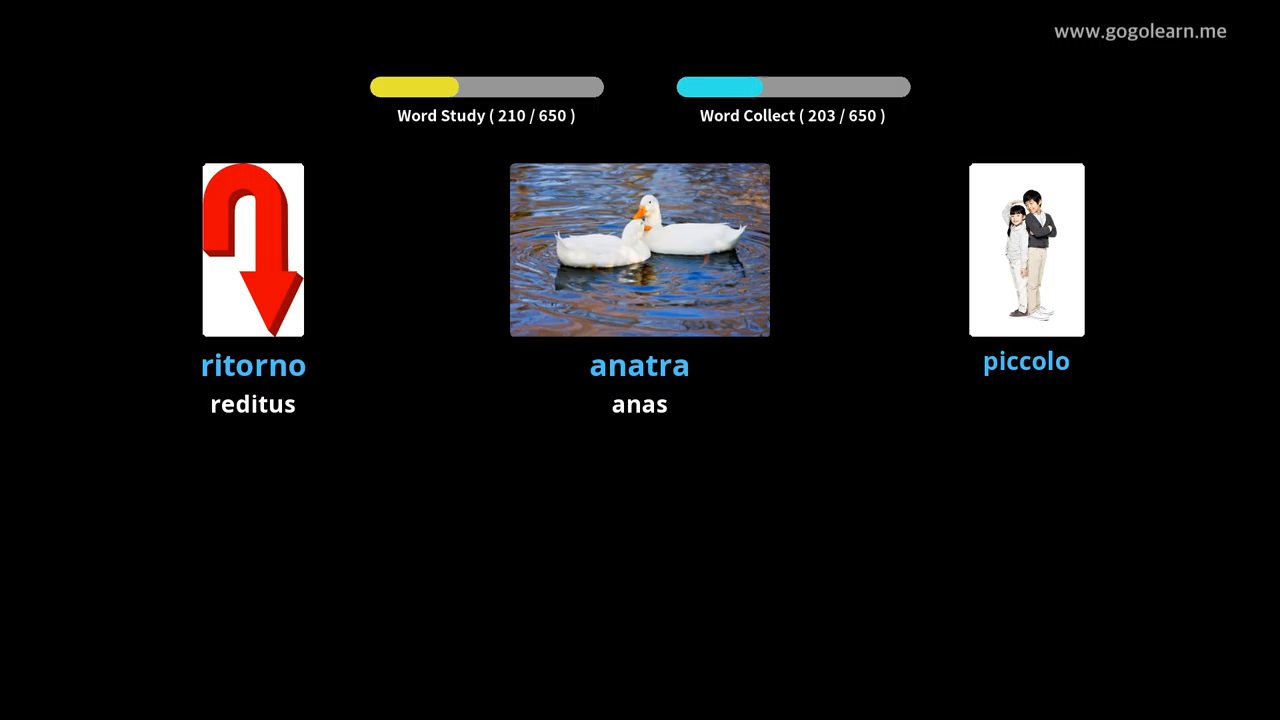 www.gogolearn.me
Word Study ( 210 / 650 )
Word Collect ( 203 / 650 )
ritorno
reditus
anatra
anas
piccolo